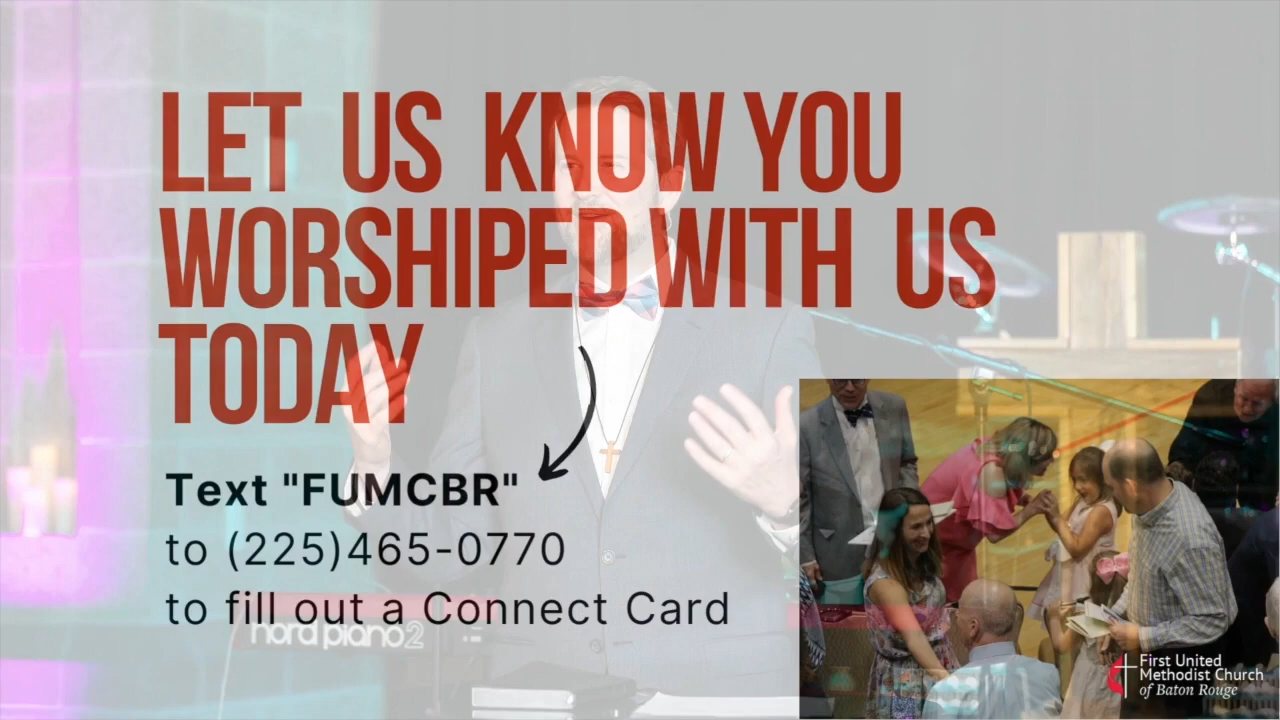 LET US KNOW YOU
WORSHIPED WITH US
TODAY
Text "FUMCBR"
to (225)465-0770
to fill out a Connect Card
nord piano 2
First United
Methodist Church
of Baton Rouge